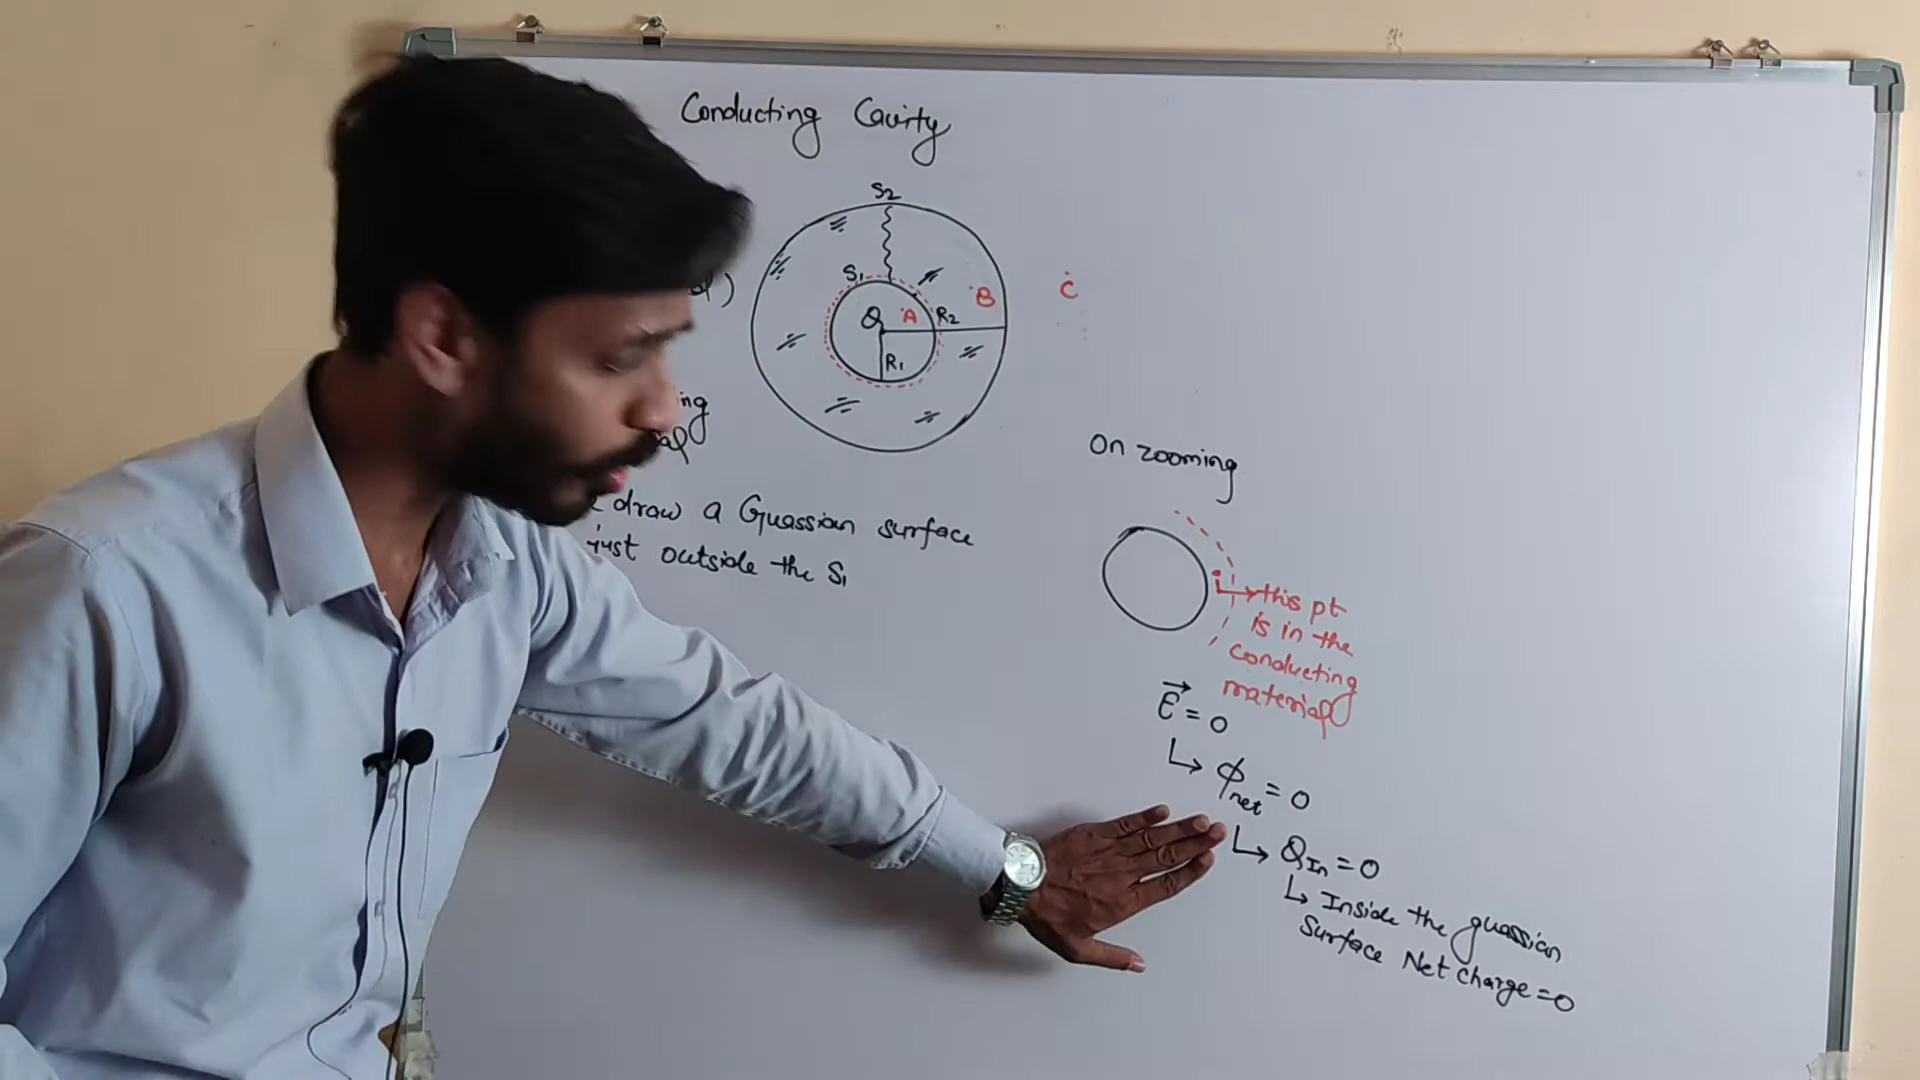 Conducting Cavity
S2
S1
B
C
Q
A
R2
R1
draw a Guassian surface
just outside the S1
On zooming
this pt
is in the
conducting
material
E = 0
ϕnet = 0
QIn = 0
Inside the guassian
Surface Net charge = 0